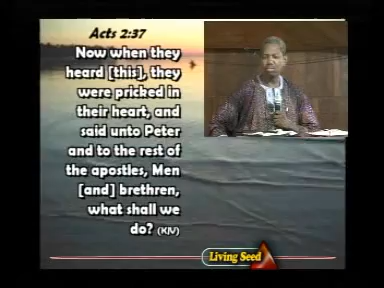 Acts 2:37
Now when they
heard [this], they
were pricked in
their heart, and
said unto Peter
and to the rest of
the apostles, Men
[and] brethren,
what shall we
do? (KJV)
Living Seed